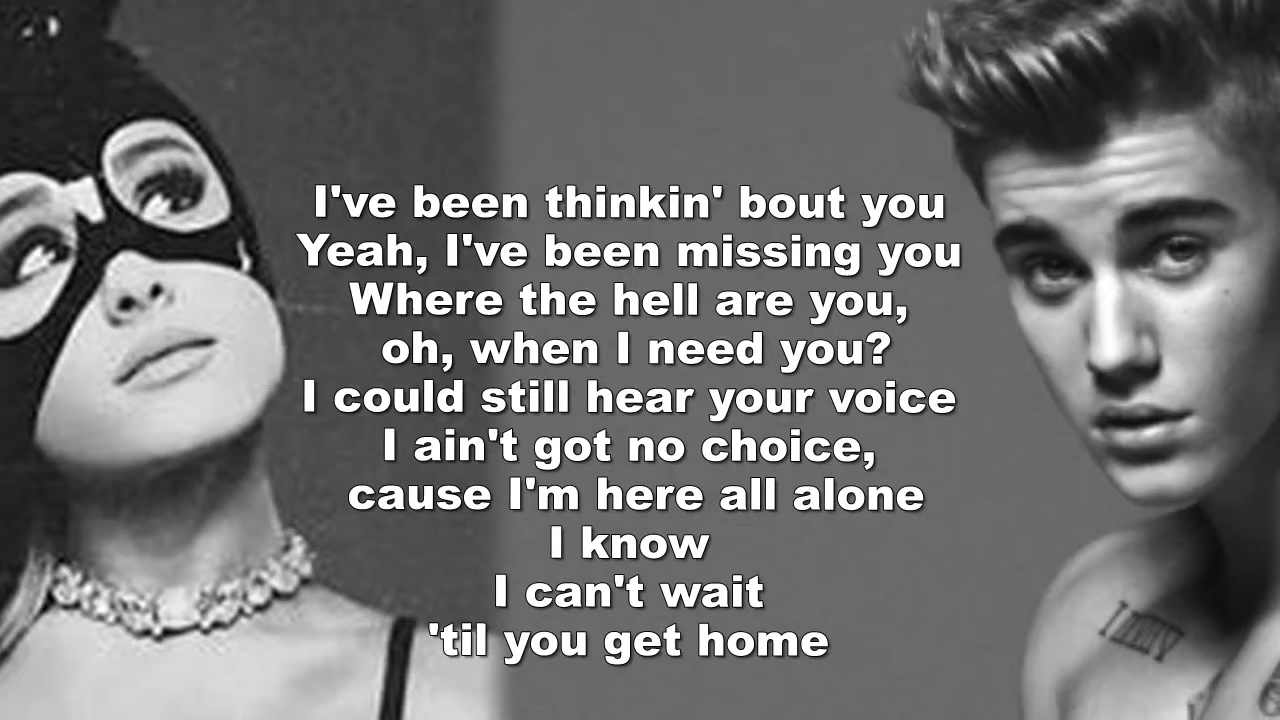 I've been thinkin' bout you
Yeah, I've been missing you
Where the hell are you,
oh, when I need you?
I could still hear your voice
I ain't got no choice,
cause I'm here all alone
I know
I can't wait
'til you get home